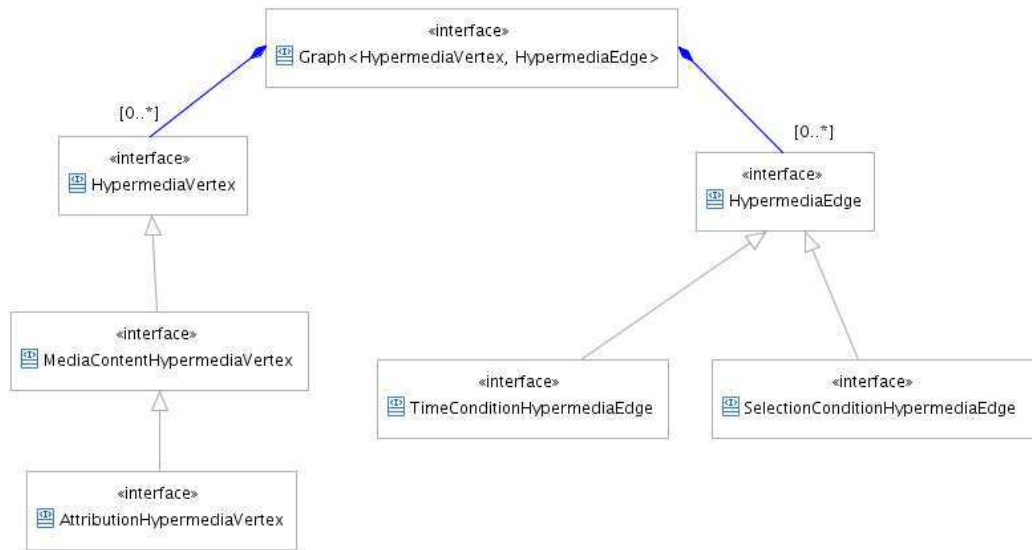 «interface»
Graph<HypermediaVertex, HypermediaEdge>
[0..*]
[0..*]
«interface»
HypermediaVertex
«interface»
HypermediaEdge
«interface»
MediaContentHypermediaVertex
«interface»
TimeConditionHypermediaEdge
«interface»
SelectionConditionHypermediaEdge
«interface»
AttributionHypermediaVertex